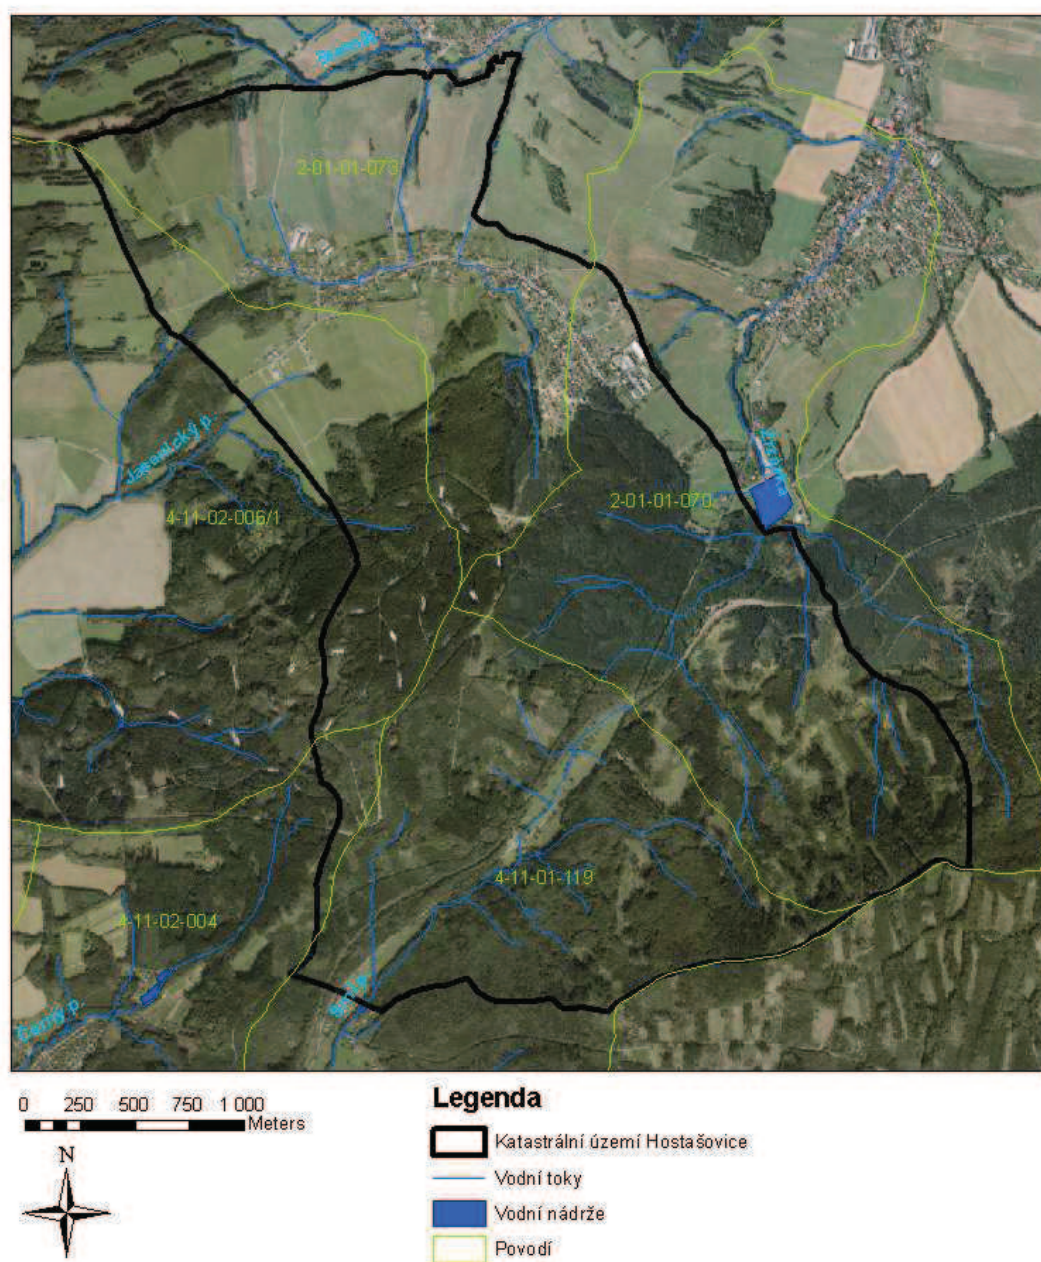 2-01-01-073
Jasenický p.
Zrzávka
2-01-01-070
4-11-02-006/1
4-11-01-119
4-11-02-004
Černý p.
0 250 500 750 1 000
Meters
N
Legenda
Katastrální území Hostašovice
Vodní toky
Vodní nádrže
Povodí